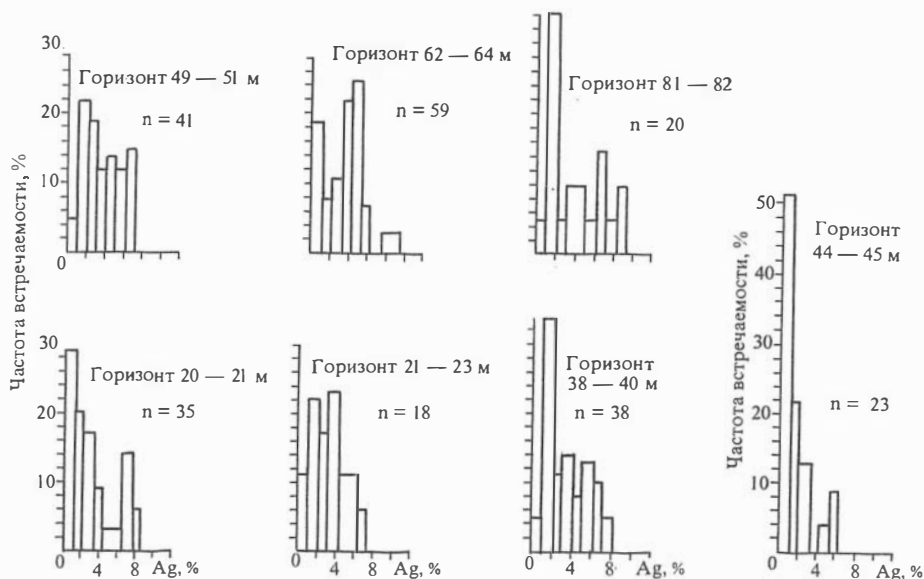 Частота встречаемости, %
30
20
10
0
Горизонт 49 — 51 м
n = 41
Горизонт 62 — 64 м
n = 59
Горизонт 81 — 82
n = 20
30
20
10
0
4
8
Ag, %
Горизонт 20 — 21 м
n = 35
0
4
8
Ag, %
Горизонт 21 — 23 м
n = 18
0
4
8
Ag, %
Горизонт
38 — 40 м
n = 38
Частота встречаемости, %
50
40
30
20
10
0
4
8
Ag, %
Горизонт
44 — 45 м
n = 23